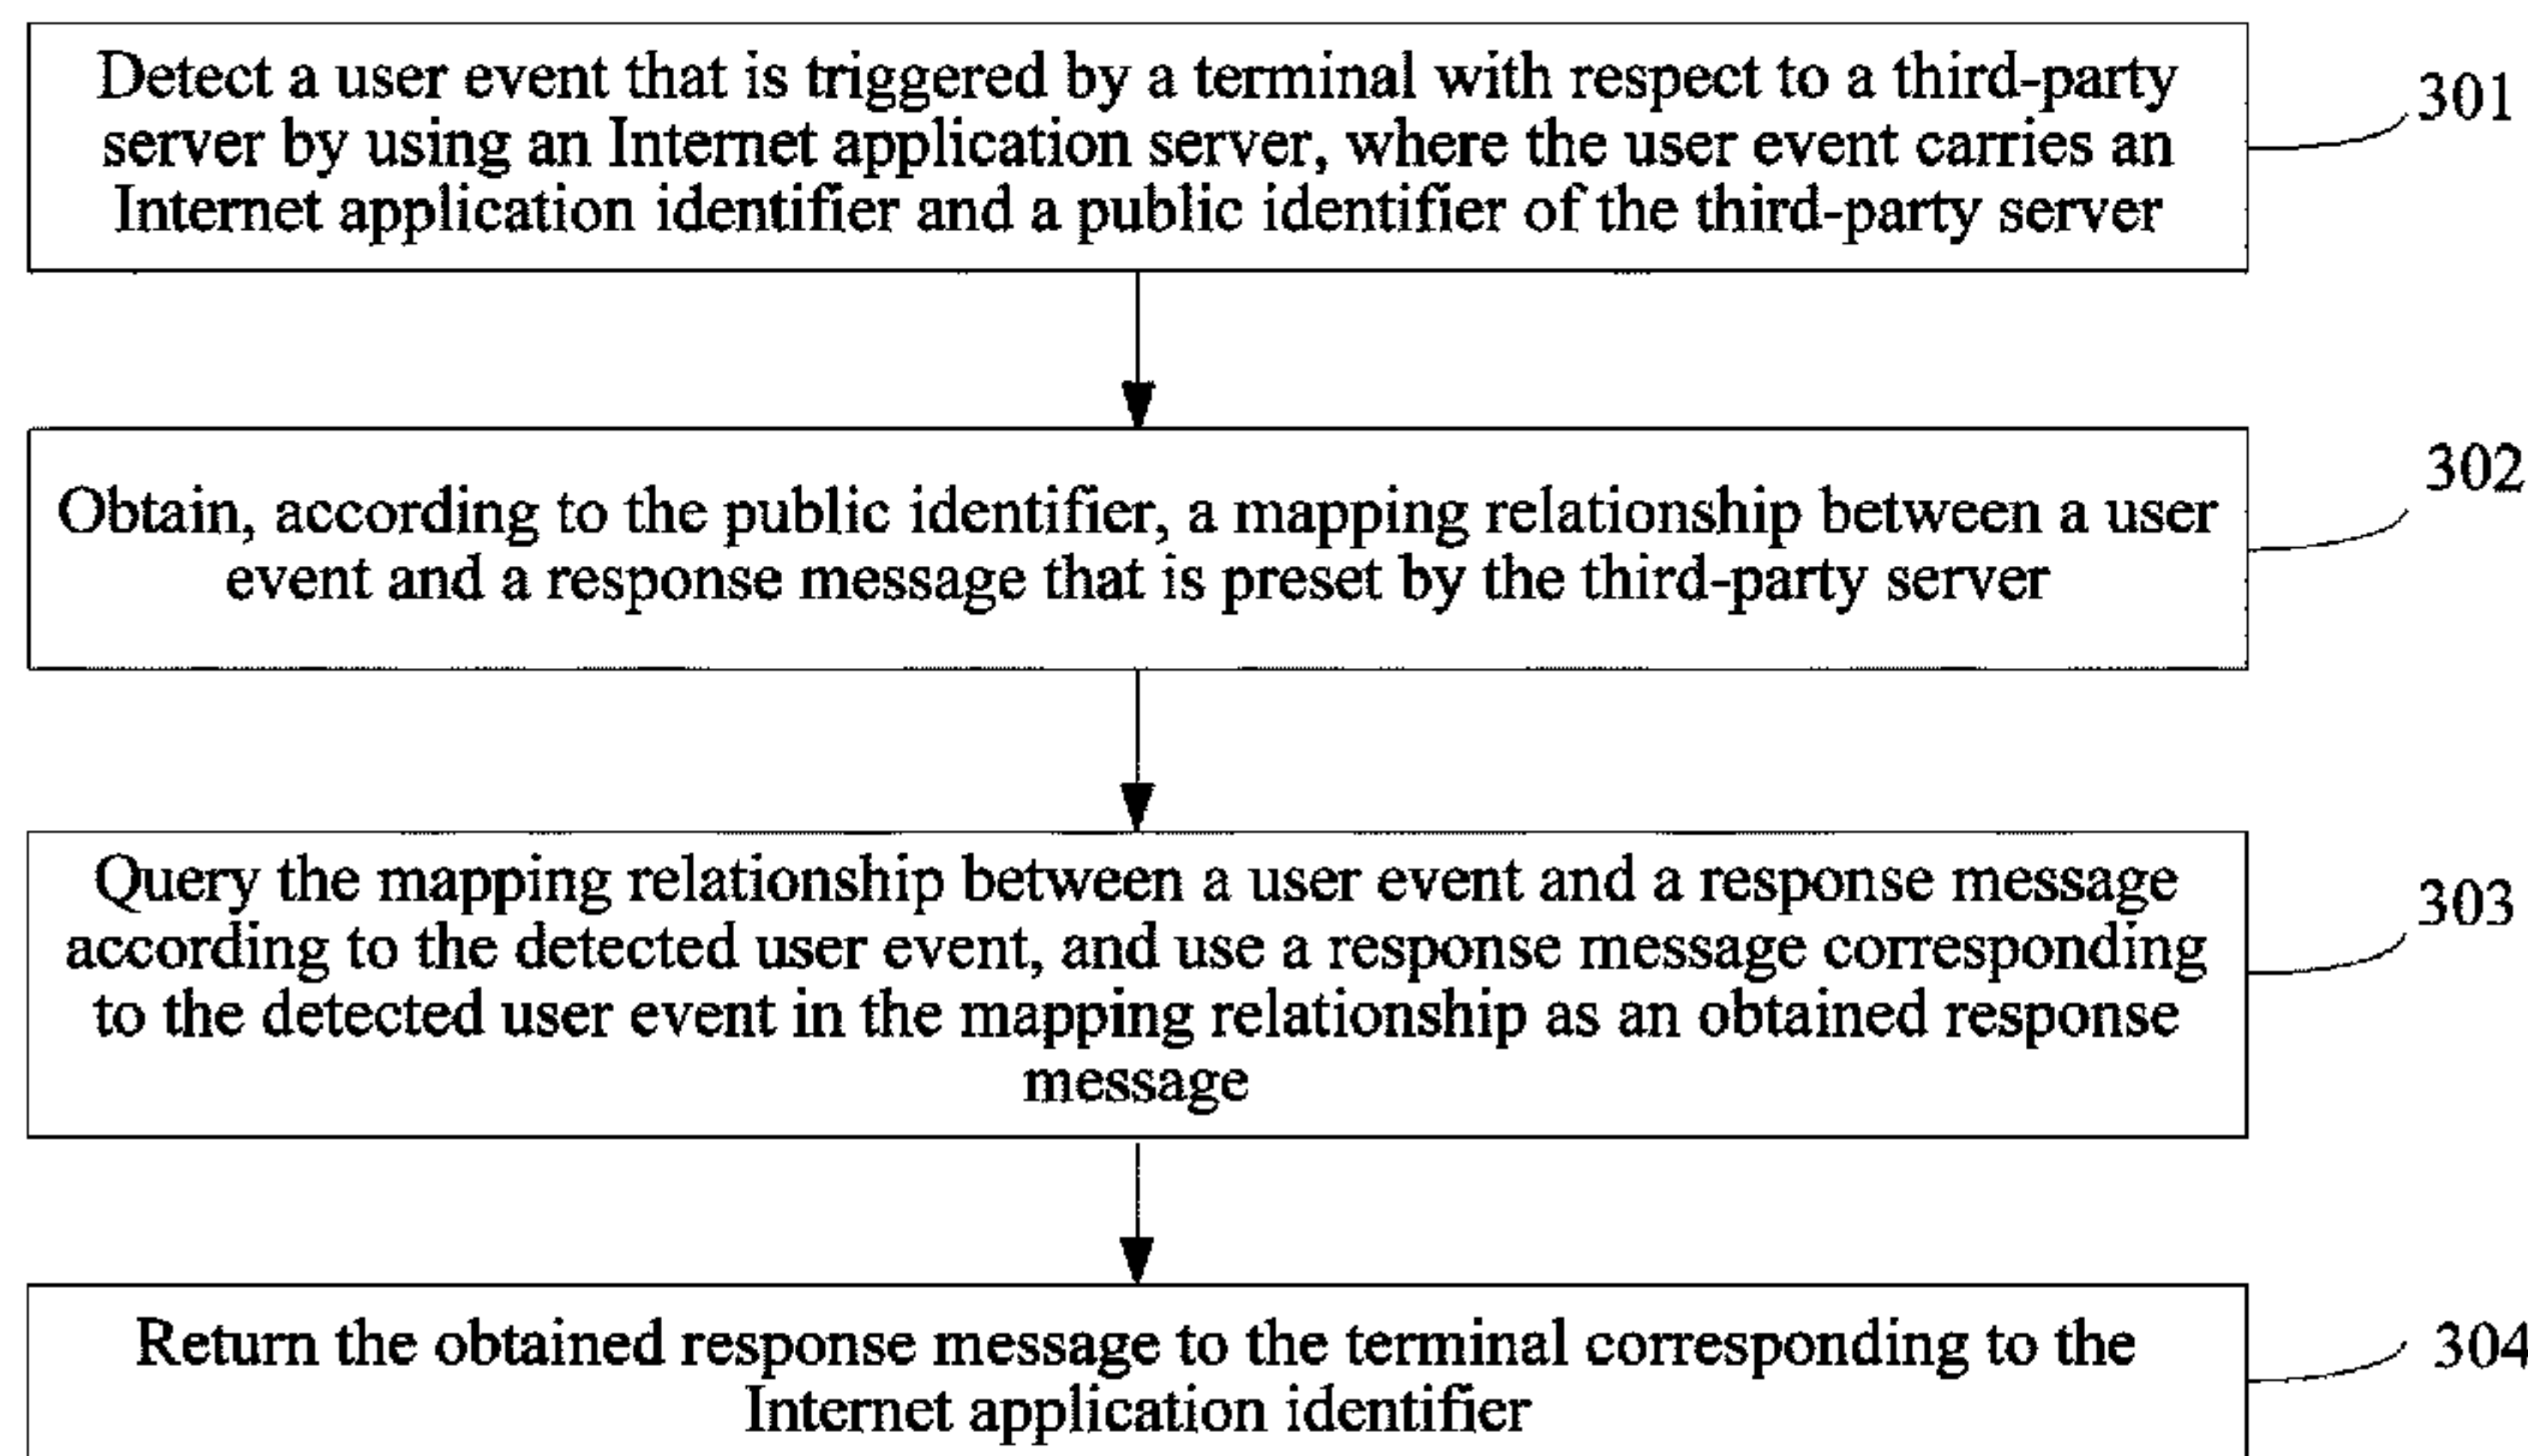 Detect a user event that is triggered by a terminal with respect to a third-party
server by using an Internet application server, where the user event carries an
Internet application identifier and a public identifier of the third-party server
301
Obtain, according to the public identifier, a mapping relationship between a user
event and a response message that is preset by the third-party server
302
Query the mapping relationship between a user event and a response message
according to the detected user event, and use a response message corresponding
to the detected user event in the mapping relationship as an obtained response
message
303
Return the obtained response message to the terminal corresponding to the
Internet application identifier
304